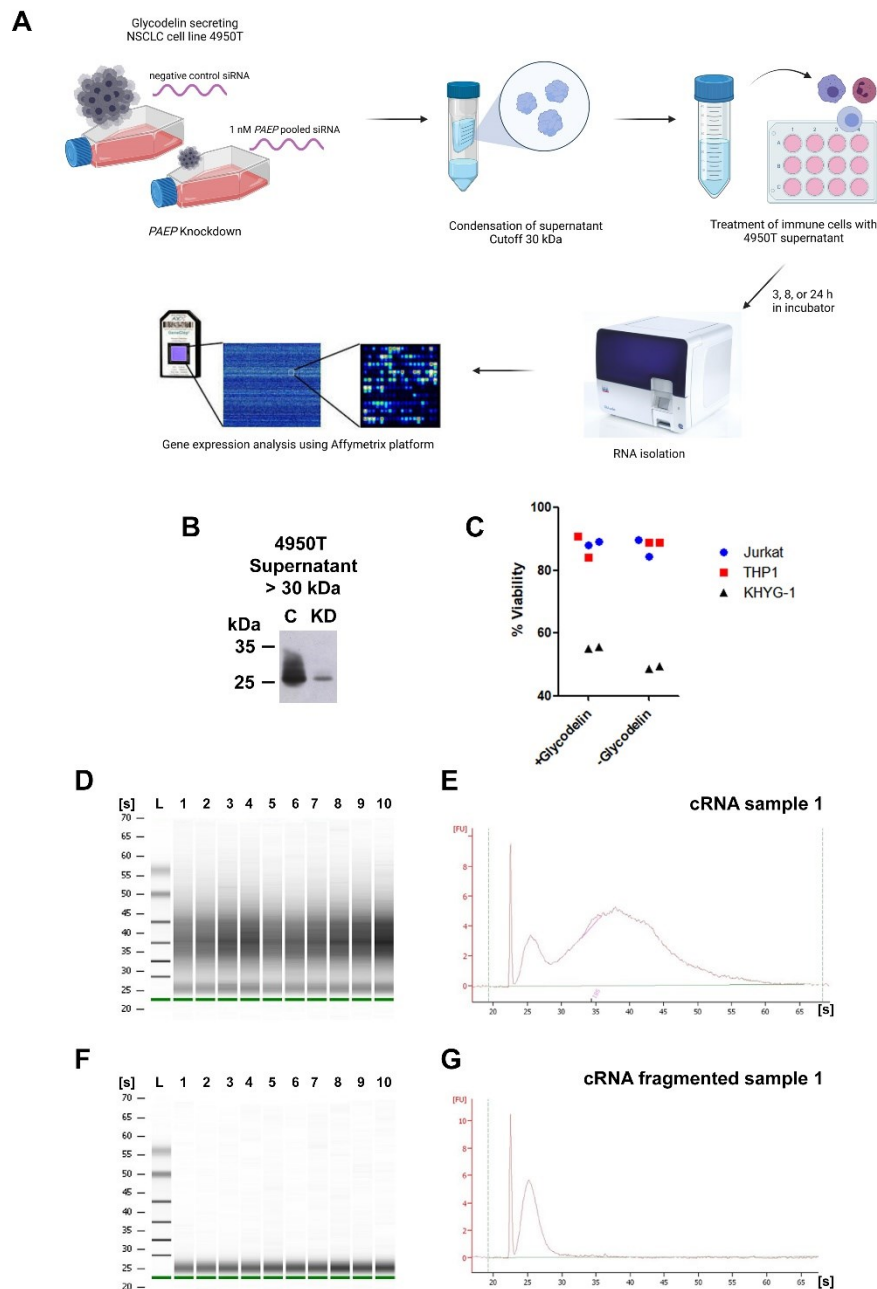 A
Glycodelin secreting
NSCLC cell line 4950T
negative control siRNA
1 nM PAEP pooled siRNA
PAEP Knockdown
Condensation of supernatant
Cutoff 30 kDa
1 2 3 4
A
B
C
Treatment of immune cells with
4950T supernatant
3, 8, or 24 h
in incubator
RNA isolation
Gene expression analysis using Affymetrix platform
B
4950T
Supernatant
> 30 kDa
kDa C KD
35
25
C
% Viability
100
80
60
40
+Glycodelin
-Glycodelin
Jurkat
THP1
KHYG-1
D
[s] L 1 2 3 4 5 6 7 8 9 10
70
65
60
55
50
45
40
35
30
25
20
E
cRNA sample 1
[FU]
8
6
4
2
0
20 25 30 35 40 45 50 55 60 65 [s]
F
[s] L 1 2 3 4 5 6 7 8 9 10
70
65
60
55
50
45
40
35
30
25
20
G
cRNA fragmented sample 1
[FU]
10
8
6
4
2
0
20 25 30 35 40 45 50 55 60 65 [s]